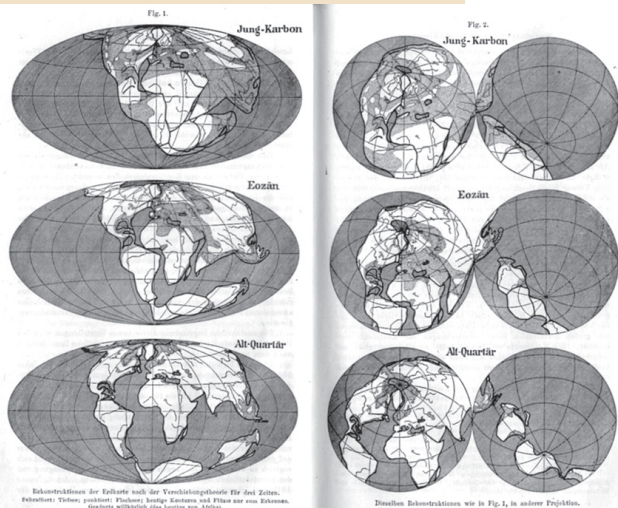 Fig. 1.
Jung-Karbon
Eozän
Alt-Quartär
Rekonstruktionen der Erdkarte nach der Verschiebungstheorie für drei Zeiten.
Schraffiert: Tiefsee; punktiert: Flachsee; heutige Konturen und Flüsse nur zum Erkennen.
Gradnetz willkürlich (das heutige von Afrika).
Fig. 2.
Jung-Karbon
Eozän
Alt-Quartär
Dieselben Rekonstruktionen wie in Fig. 1, in anderer Projektion.